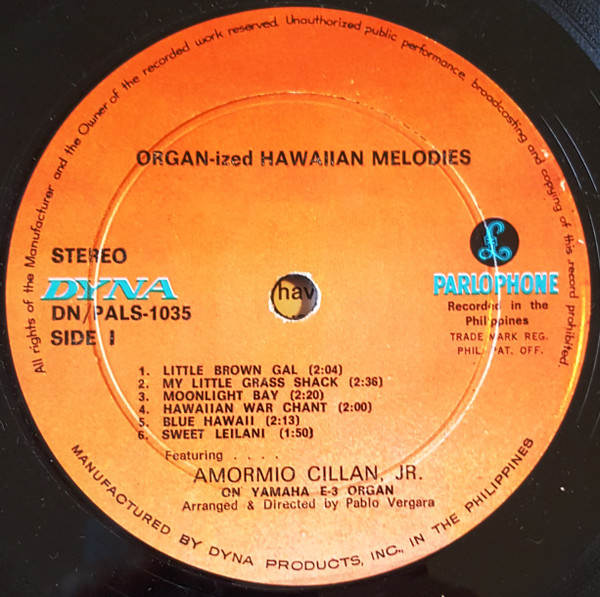 All rights of the Manufacturer and the Owner of the recorded work reserved. Unauthorized public performance, broadcasting and copying of this record prohibited.
ORGAN-ized HAWAIIAN MELODIES
STEREO
DYNA
DN/PALS-1035
SIDE I
hav
£
PARLOPHONE
Recorded in the
Philippines
TRADE MARK REG.
PHIL. PAT. OFF.
1. LITTLE BROWN GAL (2:04)
2. MY LITTLE GRASS SHACK (2:36)
3. MOONLIGHT BAY (2:20)
4. HAWAIIAN WAR CHANT (2:00)
5. BLUE HAWAII (2:13)
6. SWEET LEILANI (1:50)
Featuring . . . .
AMORMIO CILLAN, JR.
ON YAMAHA E-3 ORGAN
Arranged & Directed by Pablo Vergara
MANUFACTURED BY DYNA PRODUCTS, INC., IN THE PHILIPPINES